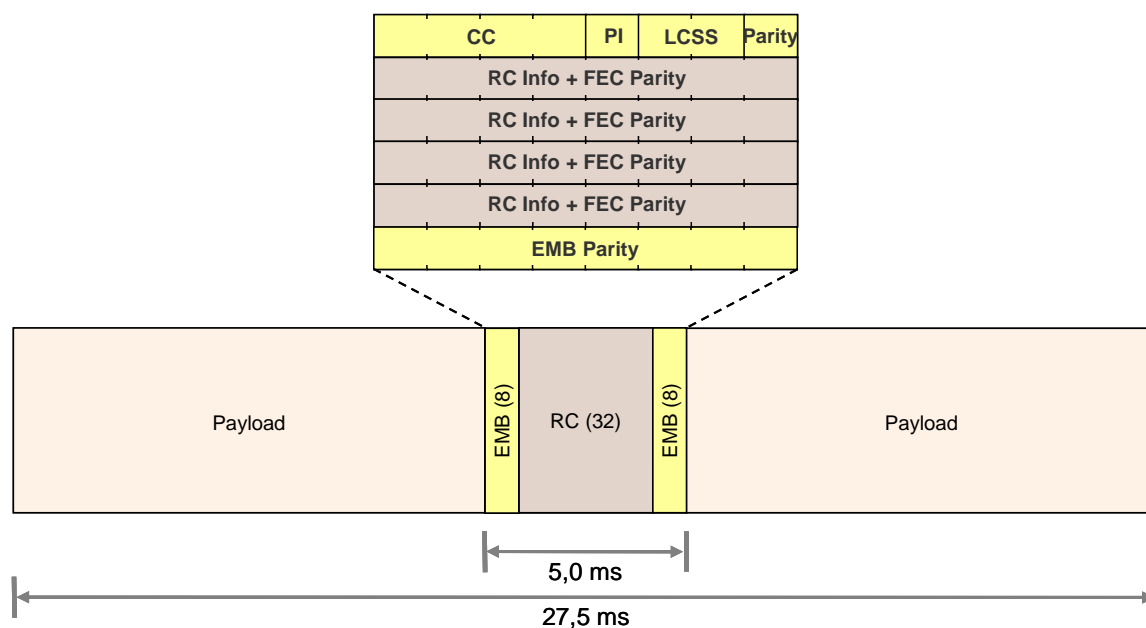 CC PI LCSS Parity
RC Info + FEC Parity
RC Info + FEC Parity
RC Info + FEC Parity
RC Info + FEC Parity
EMB Parity
Payload EMB (8) RC (32) EMB (8) Payload
5,0 ms
27,5 ms